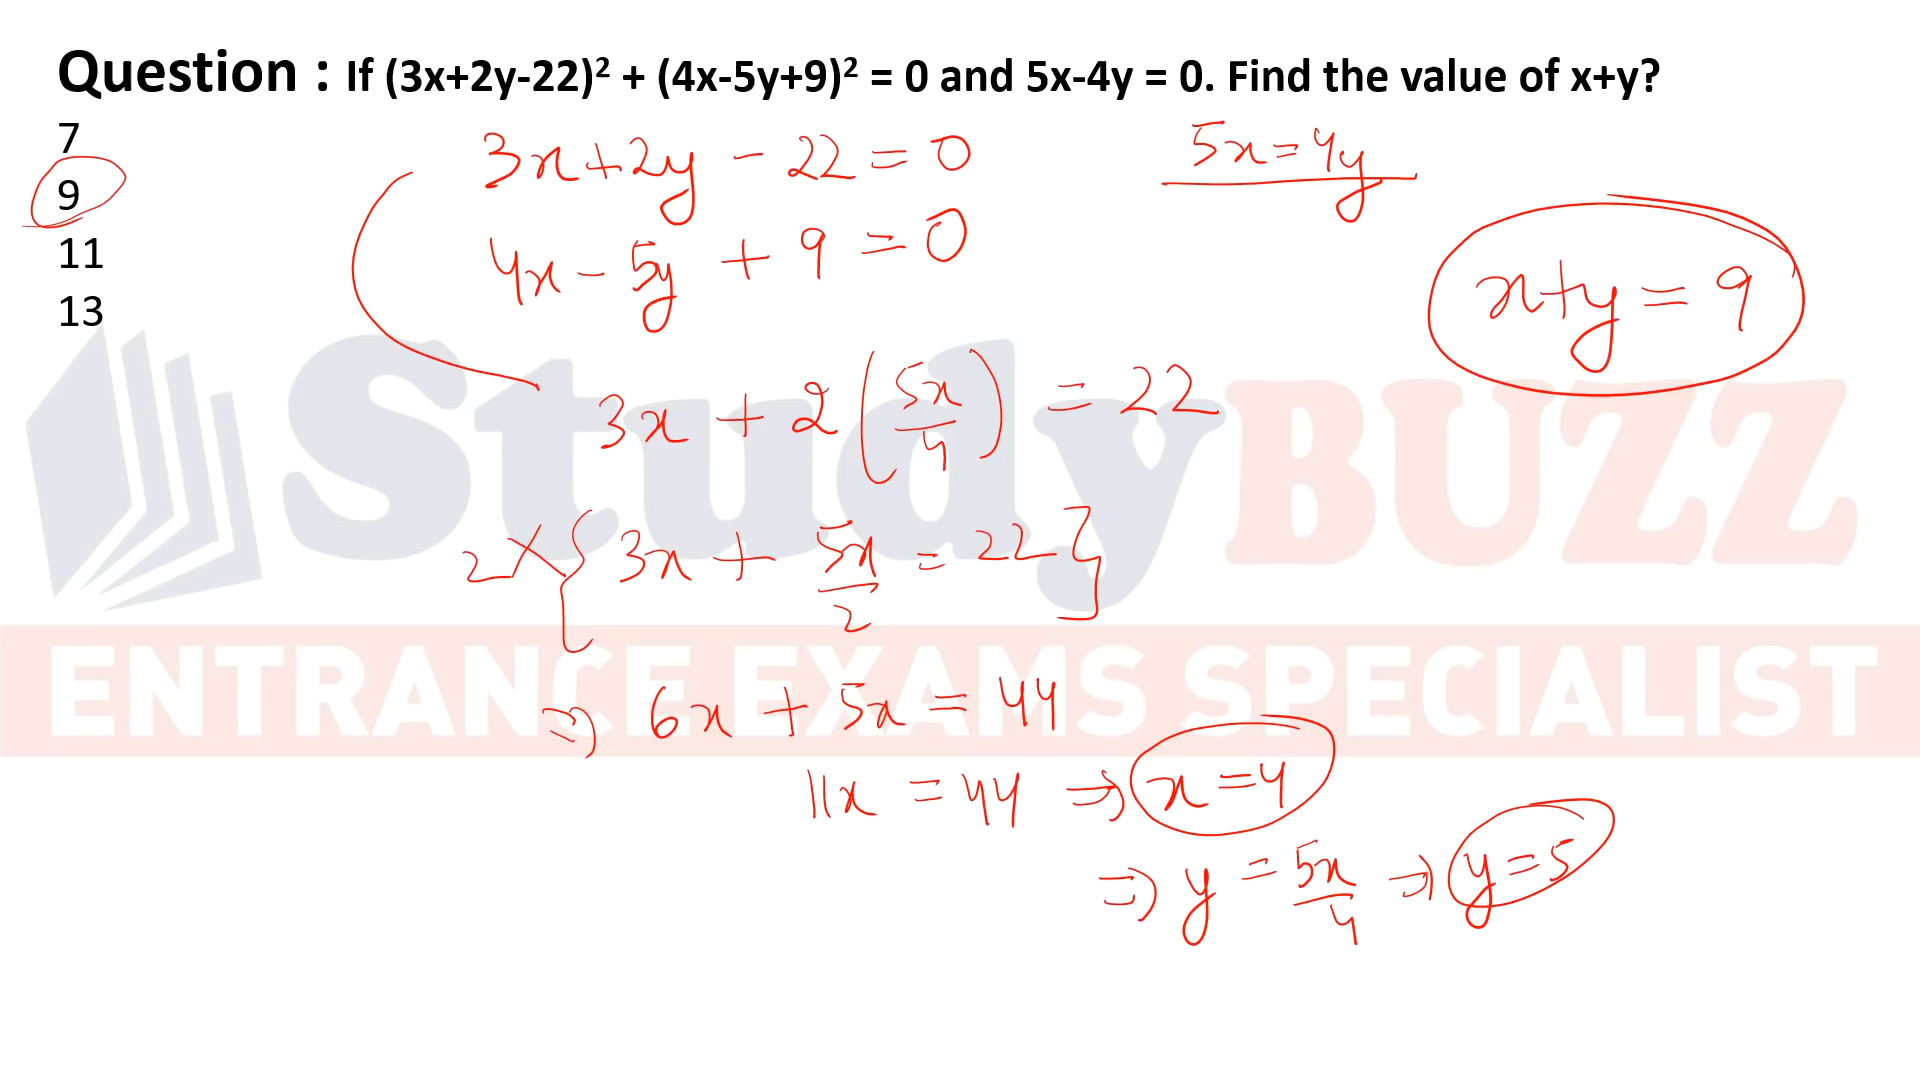 Question : If (3x+2y-22)² + (4x-5y+9)² = 0 and 5x-4y = 0. Find the value of x+y?
7
9
11
13
3x+2y - 22 = 0
5x = 4y
4x - 5y + 9 = 0
x+y = 9
3x + 2(5x/4) = 22
2×{3x + 5x/2 = 22}
⇒ 6x + 5x = 44
11x = 44 ⇒ x = 4
⇒ y = 5x/4 ⇒ y = 5
StudyBUZZ
ENTRANCE EXAMS SPECIALIST